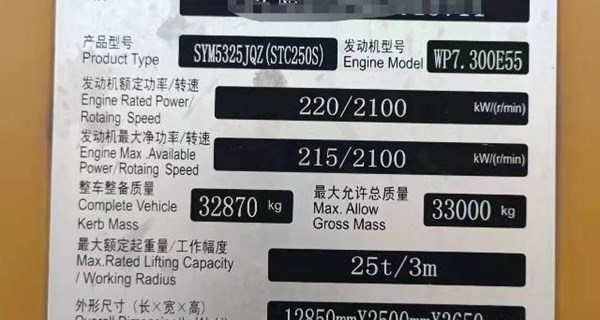 产品型号 SYM5325JQZ(STC250S) 发动机型号
Product Type Engine Model WP7.300E55
发动机额定功率/转速
Engine Rated Power/ 220/2100 kW/(r/min)
Rotaing Speed
发动机最大净功率/转速
Engine Max .Available 215/2100 kW/(r/min)
Power/Rotaing Speed
整车整备质量 最大允许总质量
Complete Vehicle 32870 kg Max. Allow 33000 kg
Kerb Mass Gross Mass
最大额定起重量/工作幅度
Max.Rated Lifting Capacity 25t/3m
/ Working Radius
外形尺寸（长×宽×高）
12850mmX2500mmX3650